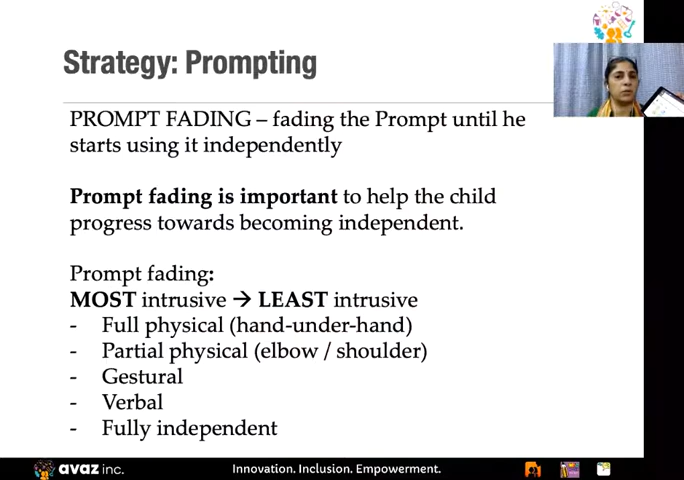 Strategy: Prompting
PROMPT FADING – fading the Prompt until he
starts using it independently
Prompt fading is important to help the child
progress towards becoming independent.
Prompt fading:
MOST intrusive → LEAST intrusive
- Full physical (hand-under-hand)
- Partial physical (elbow / shoulder)
- Gestural
- Verbal
- Fully independent
avaz inc.
Innovation. Inclusion. Empowerment.